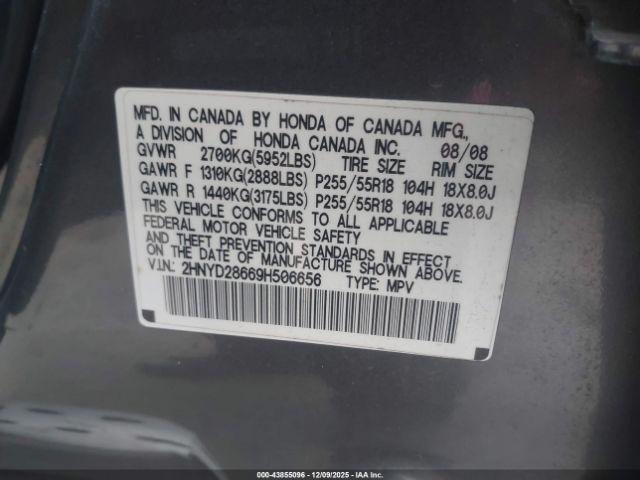 MFD. IN CANADA BY HONDA OF CANADA MFG.,
A DIVISION OF HONDA CANADA INC. 08/08
GVWR 2700KG(5952LBS) TIRE SIZE RIM SIZE
GAWR F 1310KG(2888LBS) P255/55R18 104H 18X8.0J
GAWR R 1440KG(3175LBS) P255/55R18 104H 18X8.0J
THIS VEHICLE CONFORMS TO ALL APPLICABLE
FEDERAL MOTOR VEHICLE SAFETY
AND THEFT PREVENTION STANDARDS IN EFFECT
ON THE DATE OF MANUFACTURE SHOWN ABOVE.
V.I.N.: 2HNYD28669H506656 TYPE: MPV
000-43855096 - 12/09/2025 - IAA Inc.